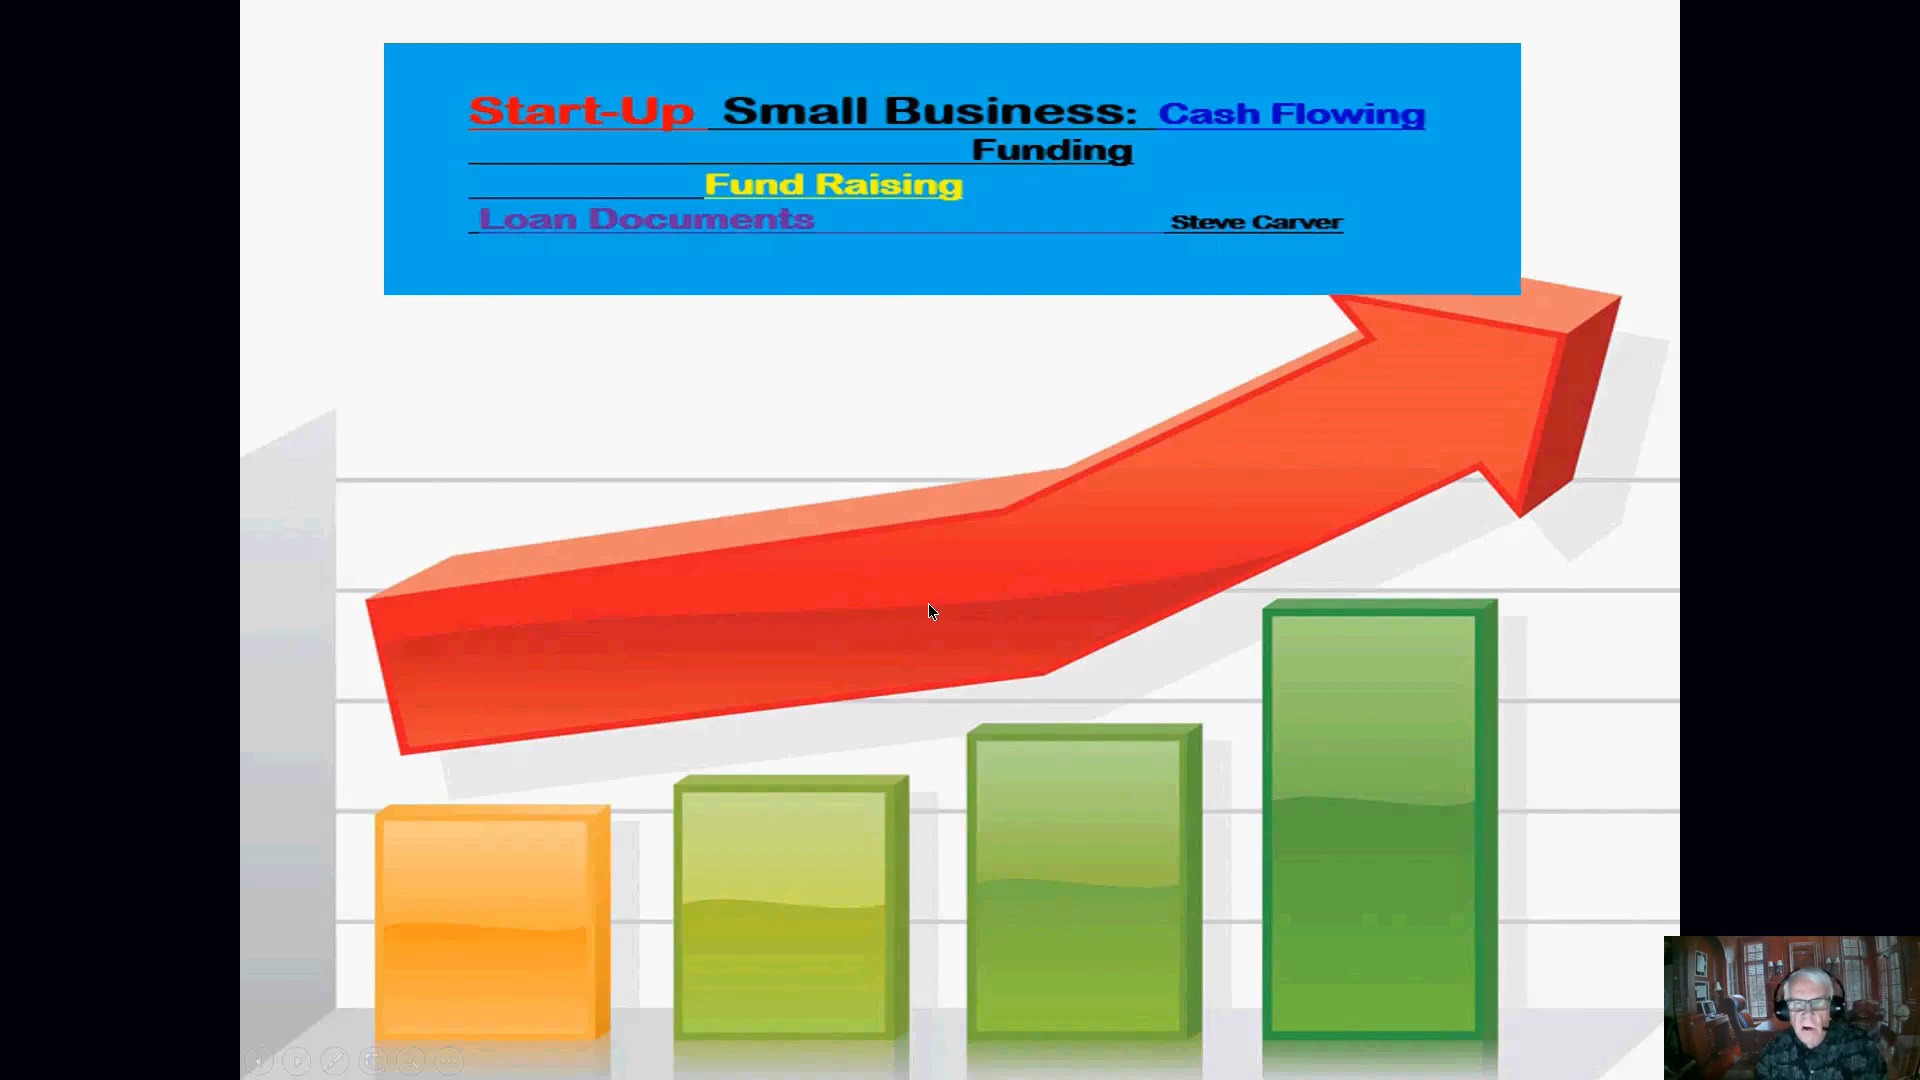 Start-Up Small Business: Cash Flowing
Funding
Fund Raising
Loan Documents Steve Carver